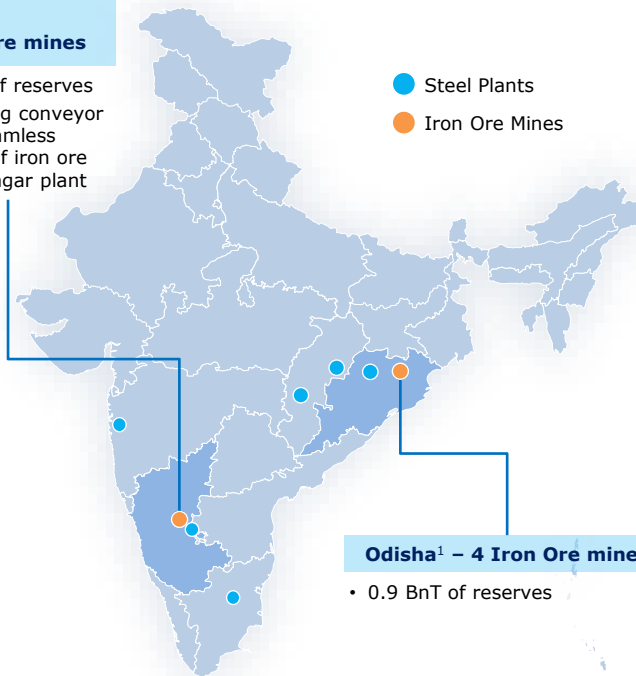 re mines
f reserves
g conveyor
amless
f iron ore
agar plant
Steel Plants
Iron Ore Mines
Odisha¹ – 4 Iron Ore mine
• 0.9 BnT of reserves